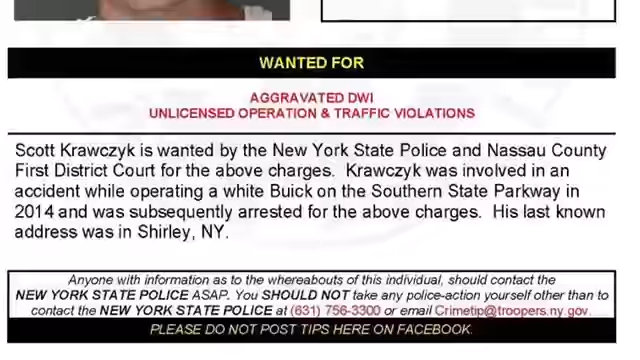 WANTED FOR
AGGRAVATED DWI
UNLICENSED OPERATION & TRAFFIC VIOLATIONS
Scott Krawczyk is wanted by the New York State Police and Nassau County
First District Court for the above charges.  Krawczyk was involved in an
accident while operating a white Buick on the Southern State Parkway in
2014 and was subsequently arrested for the above charges.  His last known
address was in Shirley, NY.
Anyone with information as to the whereabouts of this individual, should contact the
NEW YORK STATE POLICE ASAP. You SHOULD NOT take any police-action yourself other than to
contact the NEW YORK STATE POLICE at (631) 756-3300 or email Crimetip@troopers.ny.gov.
PLEASE DO NOT POST TIPS HERE ON FACEBOOK.